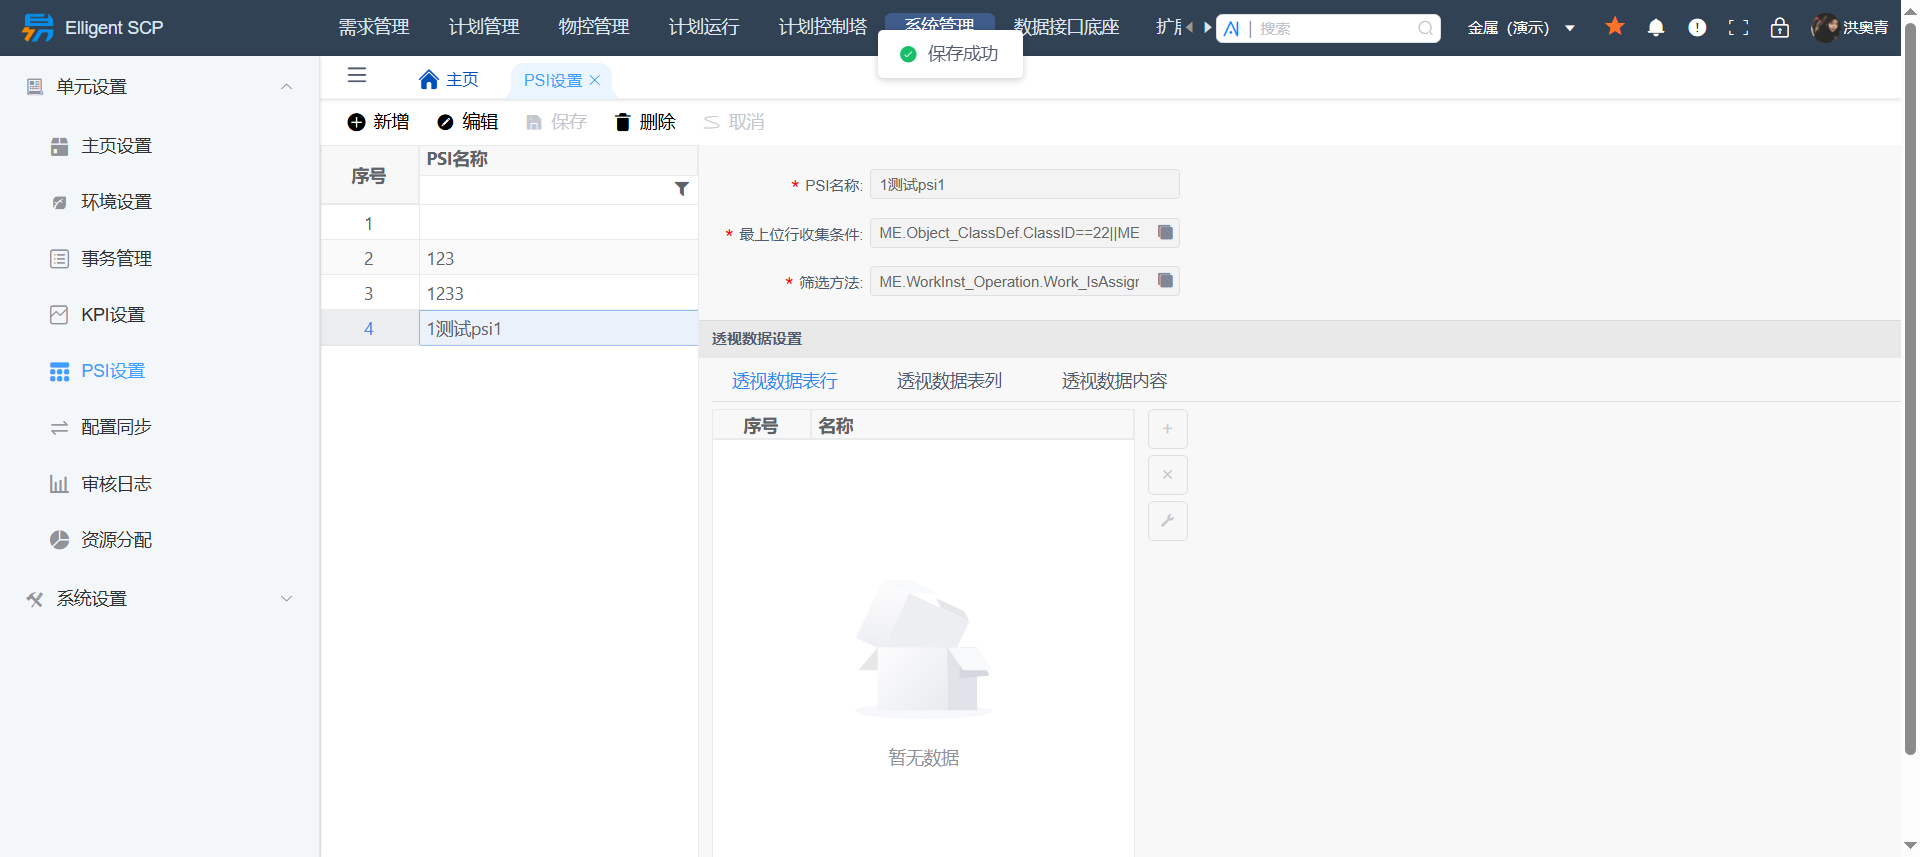 Elligent SCP
需求管理 计划管理 物控管理 计划运行 计划控制塔 系统管理 数据接口底座
搜索
金属 (演示)
洪奥青
保存成功
单元设置
主页设置
环境设置
事务管理
KPI设置
PSI设置
配置同步
审核日志
资源分配
系统设置
主页 PSI设置
新增 编辑 保存 删除 取消
序号 PSI名称
1
2 123
3 1233
4 1测试psi1
* PSI名称: 1测试psi1
* 最上位行收集条件: ME.Object_ClassDef.ClassID==22||ME
* 筛选方法: ME.WorkInst_Operation.Work_IsAssigr
透视数据设置
透视数据表行 透视数据表列 透视数据内容
序号 名称
暂无数据